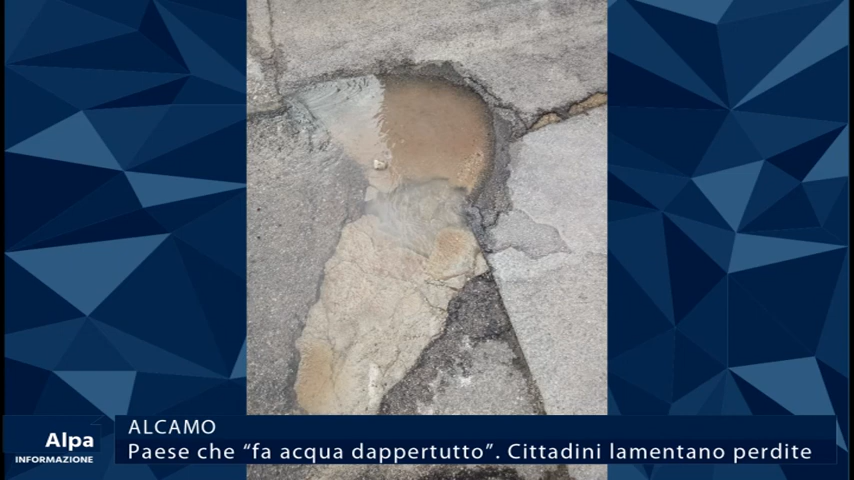 ALCAMO
Alpa
INFORMAZIONE
Paese che “fa acqua dappertutto”. Cittadini lamentano perdite